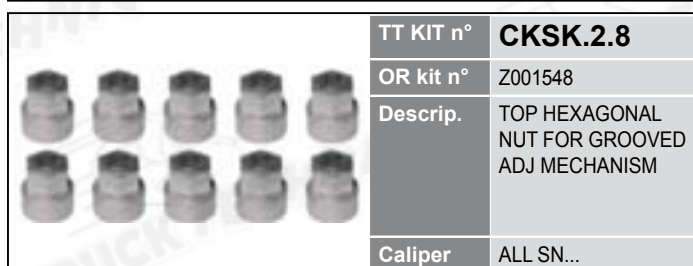 TT KIT n° CKSK.2.8
OR kit n° Z001548
Descrip. TOP HEXAGONAL
NUT FOR GROOVED
ADJ MECHANISM
Caliper ALL SN...